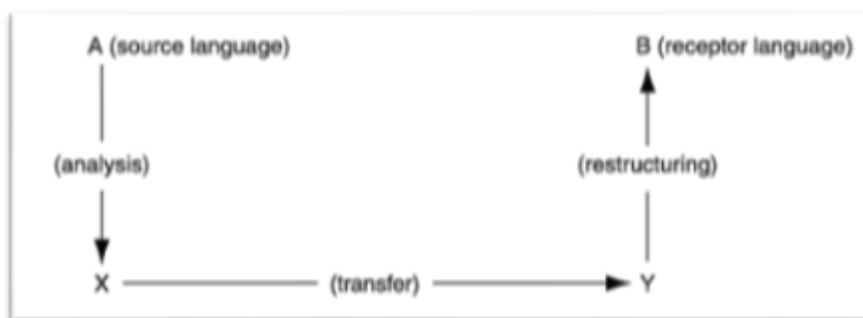 A (source language) B (receptor language)
(analysis) (restructuring)
X (transfer) Y